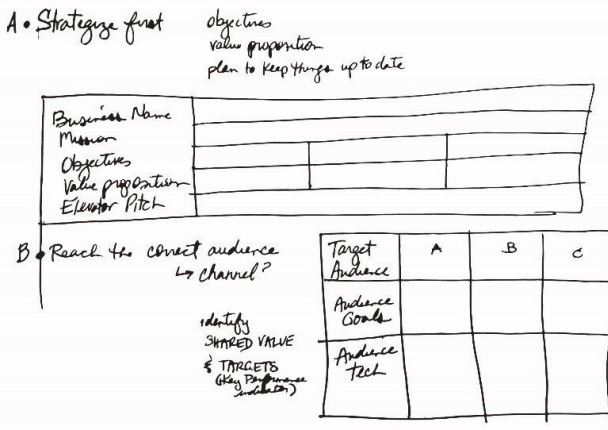 A • Strategize first
objectives
value proposition
plan to keep things up to date
Business Name
Mission
Objectives
Value proposition
Elevator Pitch
B • Reach the correct audience
↳ channel?
identify
SHARED VALUE
& TARGETS
(Key Performance
indicator)
Target Audience A B C
Audience Goals
Audience Tech